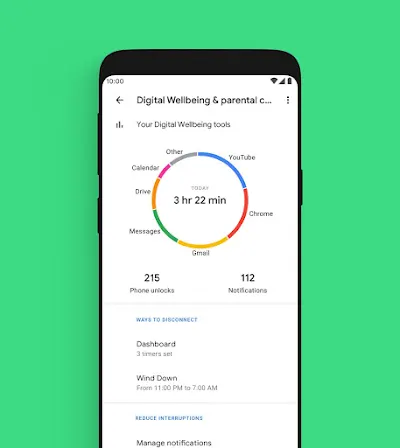 10:00
Digital Wellbeing & parental c...
Your Digital Wellbeing tools
Other
YouTube
Calendar
Drive
TODAY
3 hr 22 min
Chrome
Messages
Gmail
215
112
Phone unlocks
Notifications
WAYS TO DISCONNECT
Dashboard
3 timers set
Wind Down
From 11:00 PM to 7:00 AM
REDUCE INTERRUPTIONS
Manage notifications